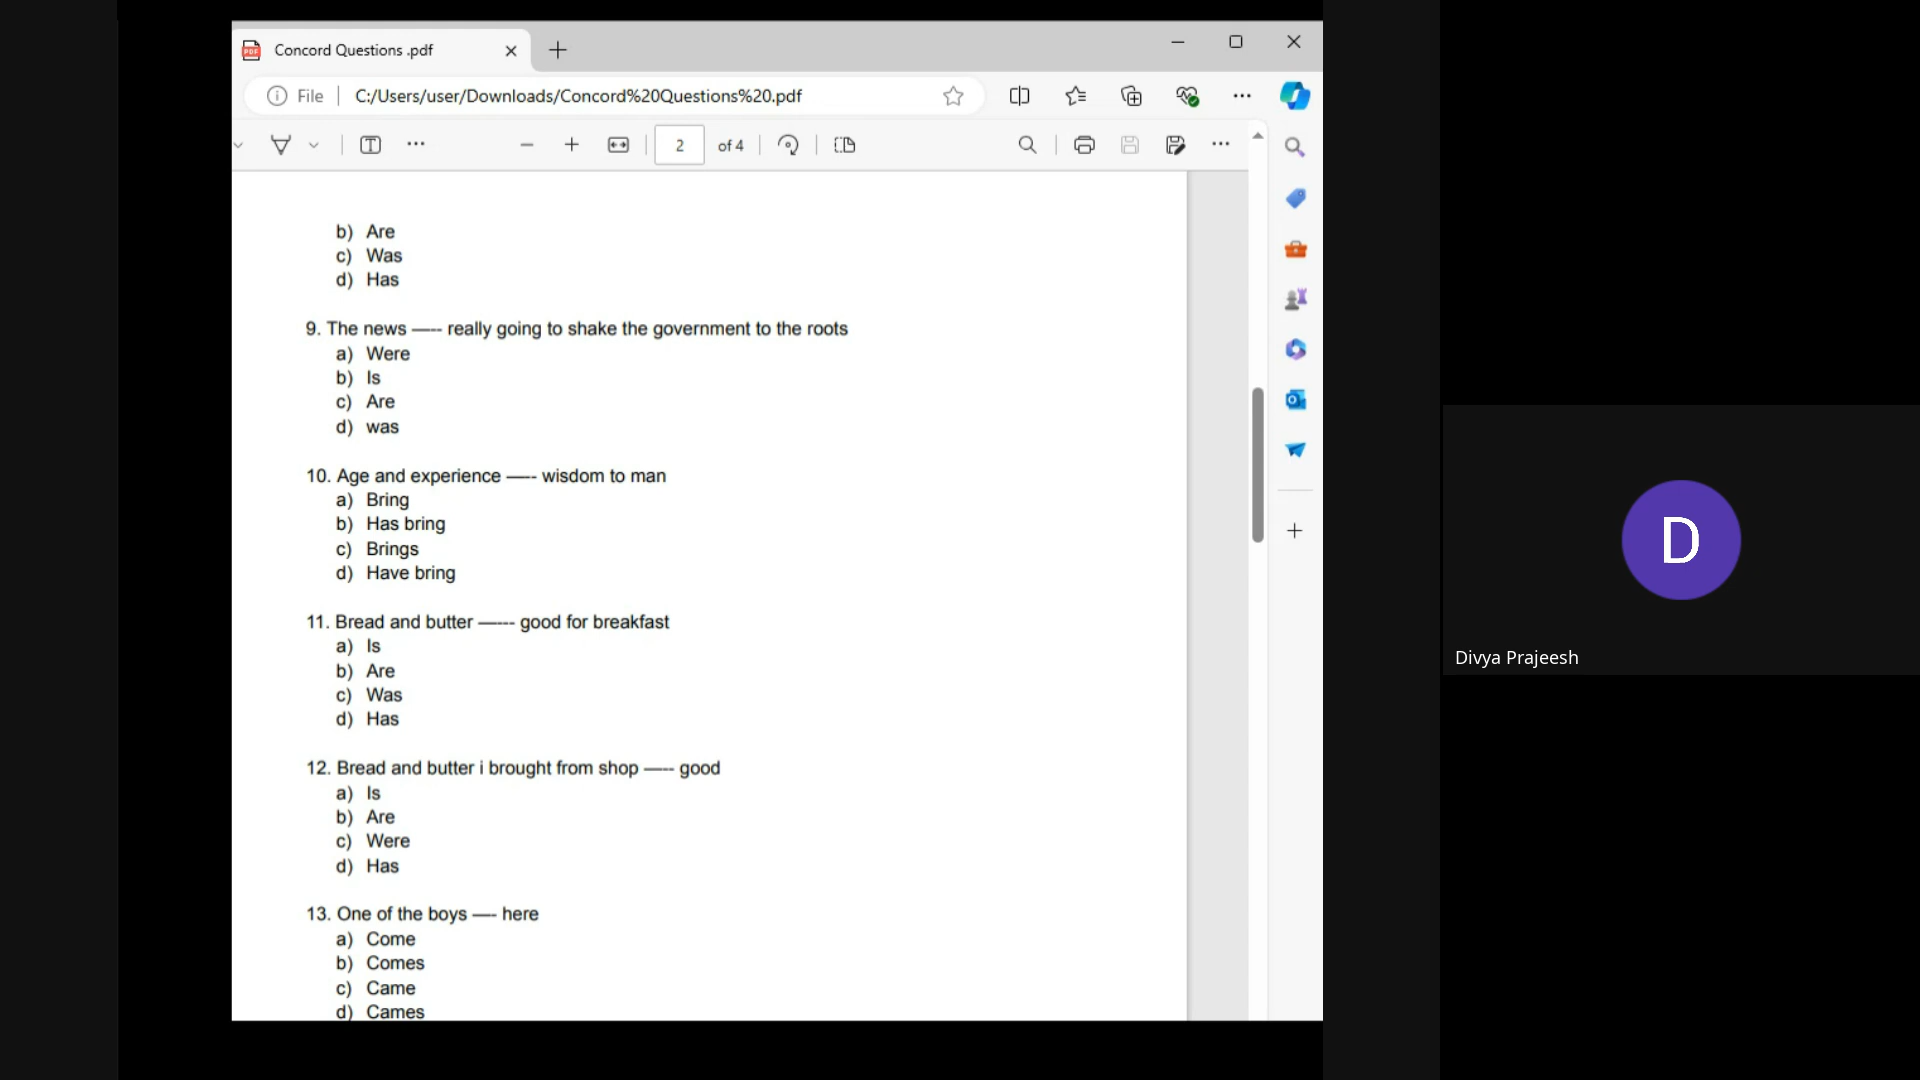 Concord Questions .pdf
File
C:/Users/user/Downloads/Concord%20Questions%20.pdf
2 of 4
b) Are
c) Was
d) Has
9. The news —-- really going to shake the government to the roots
a) Were
b) Is
c) Are
d) was
10. Age and experience —-- wisdom to man
a) Bring
b) Has bring
c) Brings
d) Have bring
11. Bread and butter —--- good for breakfast
a) Is
b) Are
c) Was
d) Has
12. Bread and butter i brought from shop —-- good
a) Is
b) Are
c) Were
d) Has
13. One of the boys —- here
a) Come
b) Comes
c) Came
d) Cames
D
Divya Prajeesh